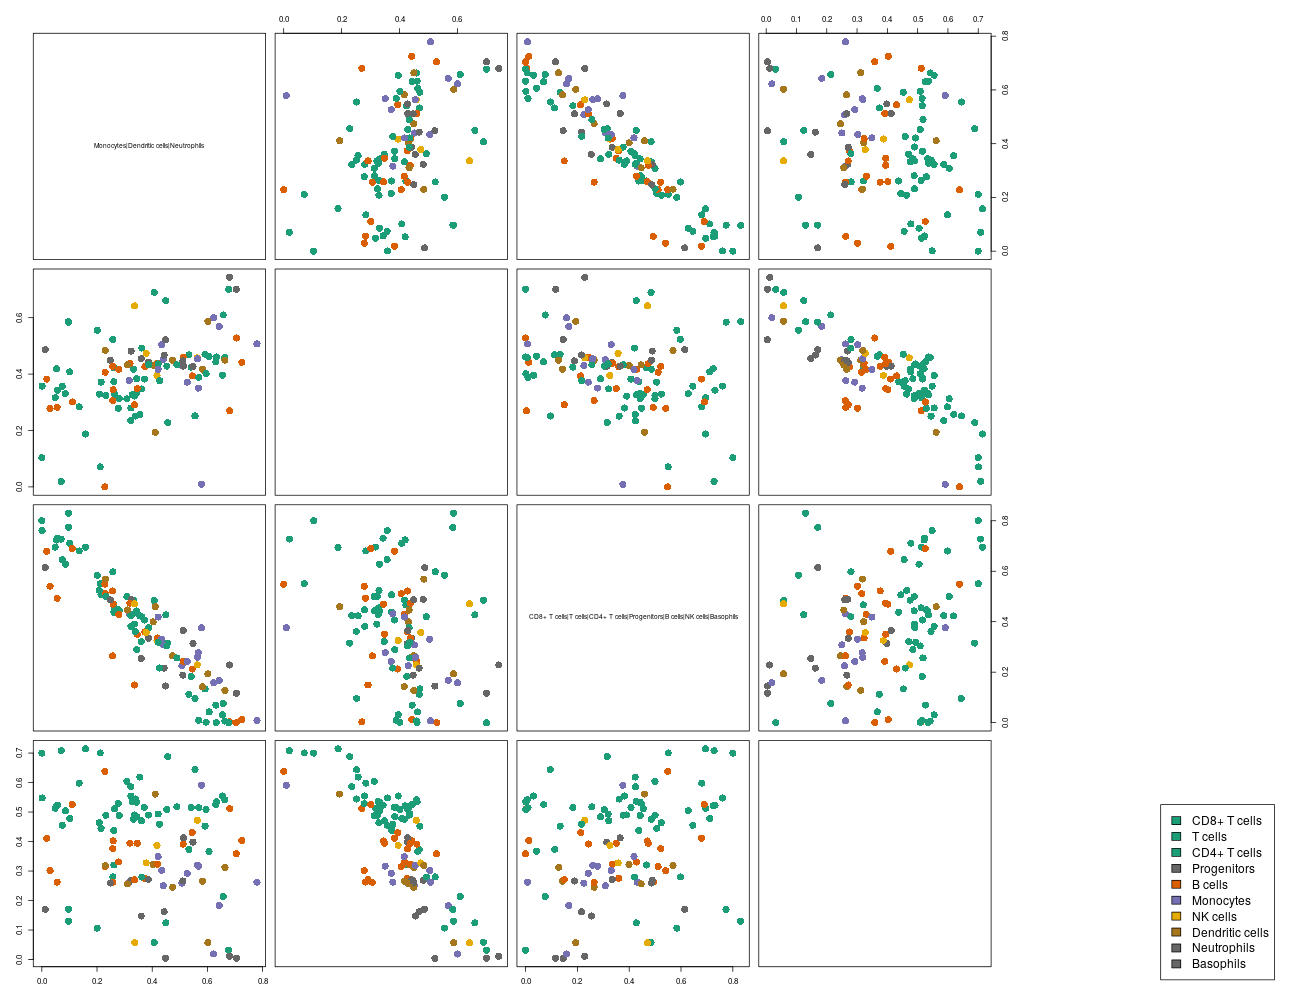 0.0 0.2 0.4 0.6
0.0 0.1 0.2 0.3 0.4 0.5 0.6 0.7
Monocytes|Dendritic cells|Neutrophils
0.0 0.2 0.4 0.6 0.8
0.0 0.2 0.4 0.6
CD8+ T cells|T cells|CD4+ T cells|Progenitors|B cells|NK cells|Basophils
0.0 0.2 0.4 0.6 0.8
0.0 0.1 0.2 0.3 0.4 0.5 0.6 0.7
0.0 0.2 0.4 0.6 0.8
0.0 0.2 0.4 0.6 0.8
CD8+ T cells
T cells
CD4+ T cells
Progenitors
B cells
Monocytes
NK cells
Dendritic cells
Neutrophils
Basophils